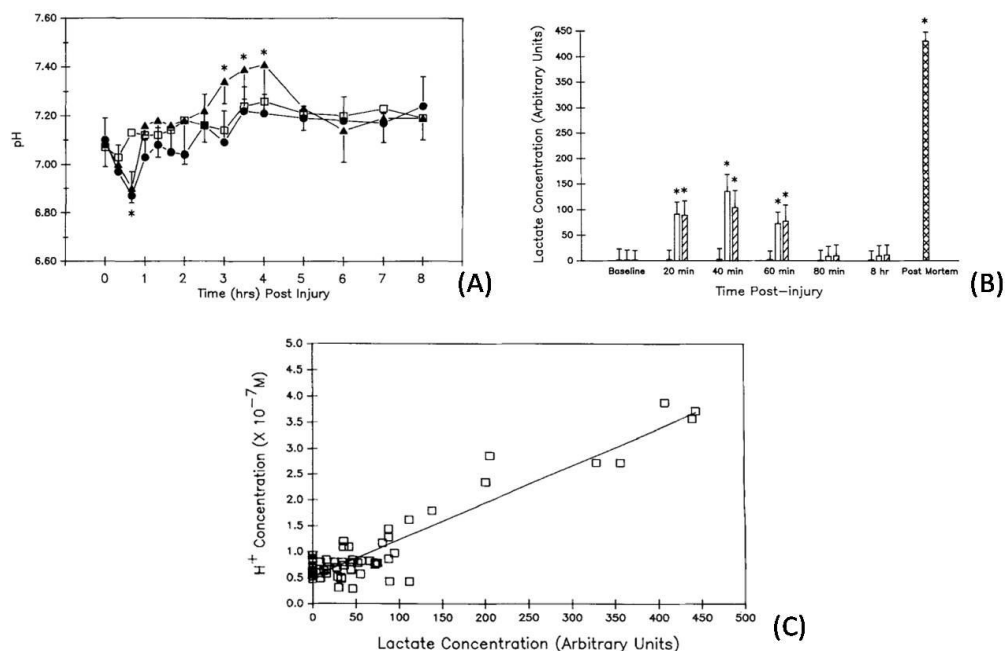 7.60
7.40
7.20
7.00
6.80
6.60
pH
*
*
*
*
0 1 2 3 4 5 6 7 8
Time (hrs) Post Injury
(A)
450
400
350
300
250
200
150
100
50
0
Lactate Concentration (Arbitrary Units)
*
* *
* *
* *
Baseline 20 min 40 min 60 min 80 min 8 hr Post Mortem
Time Post-injury
(B)
5.0
4.5
4.0
3.5
3.0
2.5
2.0
1.5
1.0
0.5
0.0
H+ Concentration (X 10−7M)
0 50 100 150 200 250 300 350 400 450 500
Lactate Concentration (Arbitrary Units)
(C)